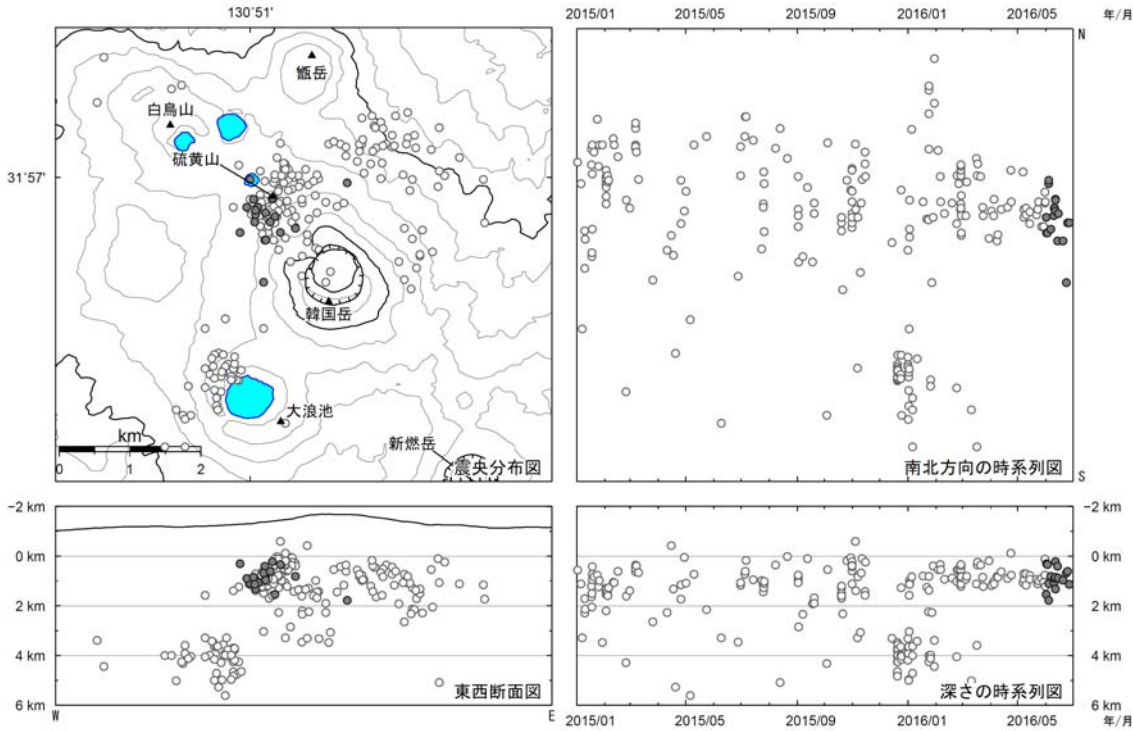 130˚51'
2015/01 2015/05 2015/09 2016/01 2016/05 年/月
N
甑岳
白鳥山
硫黄山
31˚57'
韓国岳
大浪池
km
新燃岳
0 1 2
震央分布図
南北方向の時系列図
S
−2 km
0 km
2 km
4 km
6 km
東西断面図
W E
−2 km
0 km
2 km
4 km
6 km
深さの時系列図
2015/01 2015/05 2015/09 2016/01 2016/05 年/月